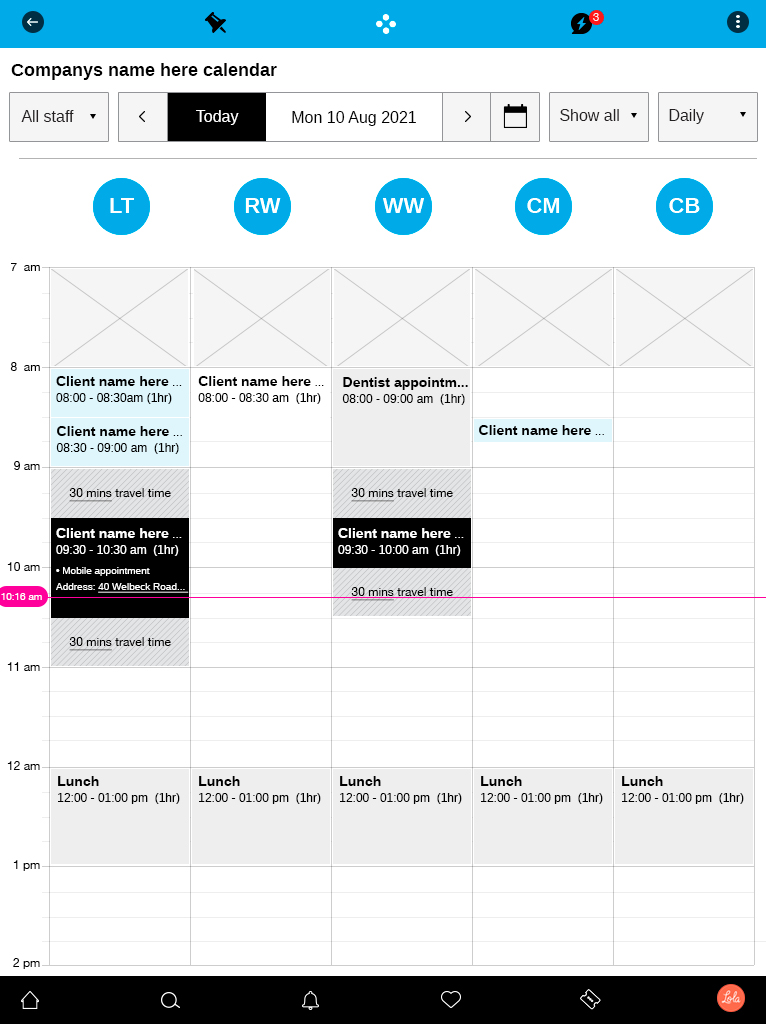 3
Companys name here calendar
All staff
Today
Mon 10 Aug 2021
Show all
Daily
LT
RW
WW
CM
CB
7 am
8 am
Client name here ...
08:00 - 08:30am (1hr)
Client name here ...
08:00 - 08:30 am (1hr)
Dentist appointm...
08:00 - 09:00 am (1hr)
Client name here ...
08:30 - 09:00 am (1hr)
Client name here ...
9 am
30 mins travel time
30 mins travel time
Client name here ...
09:30 - 10:30 am (1hr)
• Mobile appointment
Address: 40 Welbeck Road...
Client name here ...
09:30 - 10:00 am (1hr)
10 am
10:16 am
30 mins travel time
30 mins travel time
11 am
12 am
Lunch
12:00 - 01:00 pm (1hr)
Lunch
12:00 - 01:00 pm (1hr)
Lunch
12:00 - 01:00 pm (1hr)
Lunch
12:00 - 01:00 pm (1hr)
Lunch
12:00 - 01:00 pm (1hr)
1 pm
2 pm
Lola